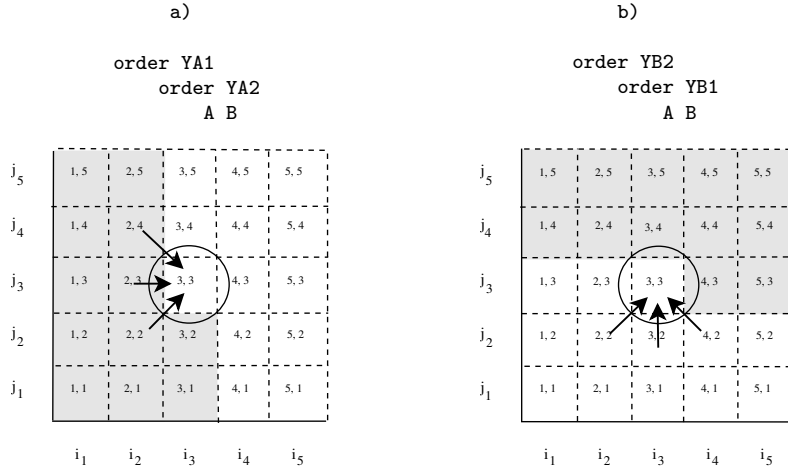 a)
order YA1
order YA2
A B
j5 1, 5 2, 5 3, 5 4, 5 5, 5
j4 1, 4 2, 4 3, 4 4, 4 5, 4
j3 1, 3 2, 3 3, 3 4, 3 5, 3
j2 1, 2 2, 2 3, 2 4, 2 5, 2
j1 1, 1 2, 1 3, 1 4, 1 5, 1
i1 i2 i3 i4 i5
b)
order YB2
order YB1
A B
j5 1, 5 2, 5 3, 5 4, 5 5, 5
j4 1, 4 2, 4 3, 4 4, 4 5, 4
j3 1, 3 2, 3 3, 3 4, 3 5, 3
j2 1, 2 2, 2 3, 2 4, 2 5, 2
j1 1, 1 2, 1 3, 1 4, 1 5, 1
i1 i2 i3 i4 i5